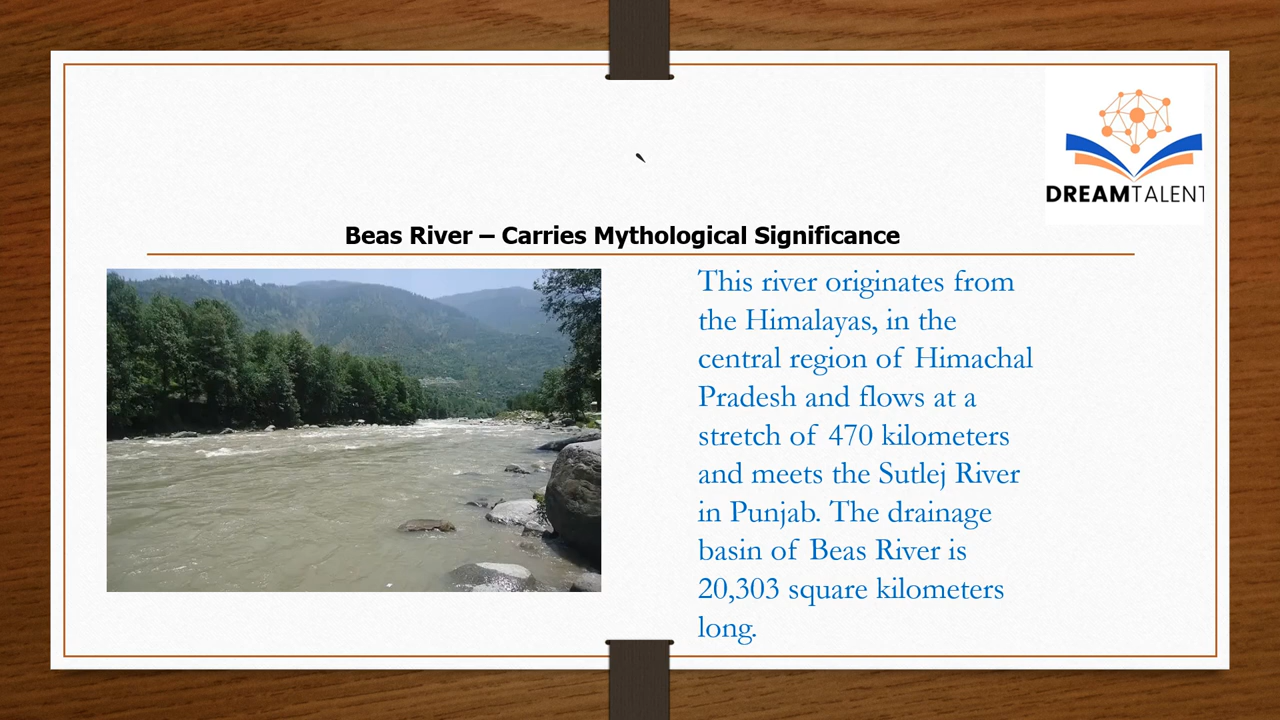 `
DREAMTALENT
Beas River – Carries Mythological Significance
This river originates from
the Himalayas, in the
central region of Himachal
Pradesh and flows at a
stretch of 470 kilometers
and meets the Sutlej River
in Punjab. The drainage
basin of Beas River is
20,303 square kilometers
long.